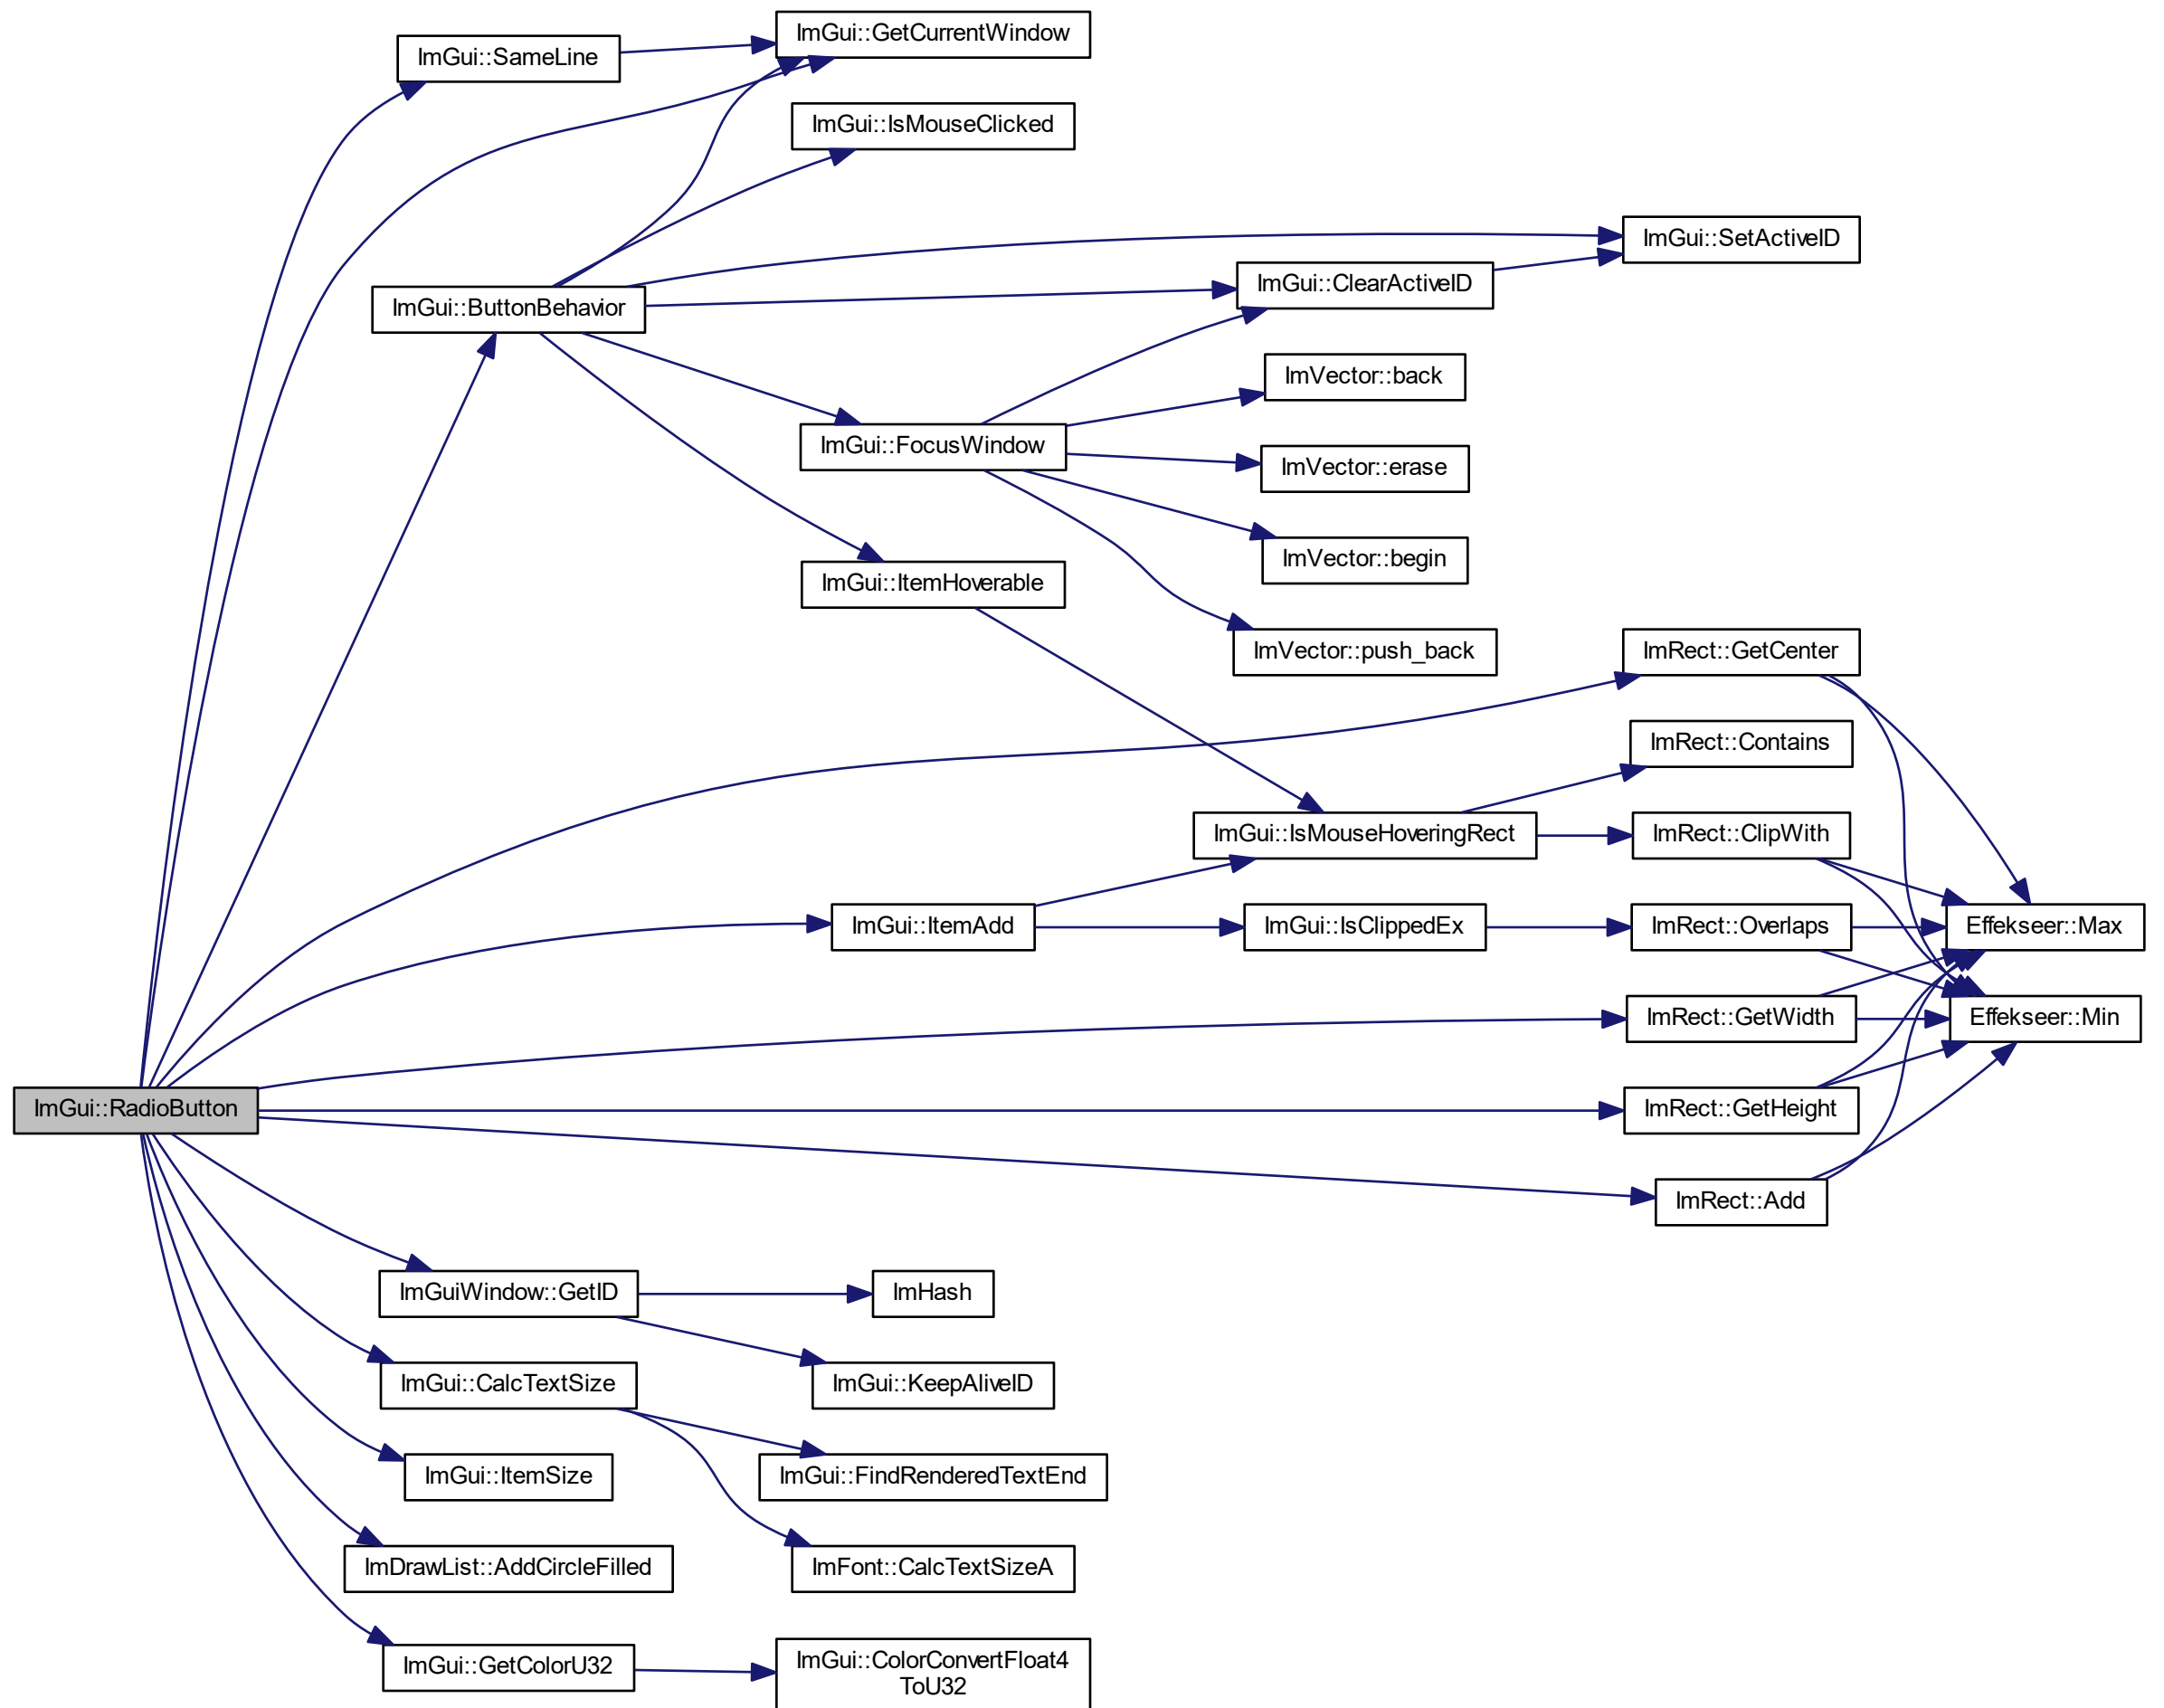 ImGui::GetCurrentWindow
ImGui::SameLine
ImGui::IsMouseClicked
ImGui::SetActiveID
ImGui::ClearActiveID
ImGui::ButtonBehavior
ImVector::back
ImGui::FocusWindow
ImVector::erase
ImVector::begin
ImGui::ItemHoverable
ImVector::push_back
ImRect::GetCenter
ImRect::Contains
ImGui::IsMouseHoveringRect
ImRect::ClipWith
ImGui::ItemAdd
ImGui::IsClippedEx
ImRect::Overlaps
Effekseer::Max
ImRect::GetWidth
Effekseer::Min
ImGui::RadioButton
ImRect::GetHeight
ImRect::Add
ImGuiWindow::GetID
ImHash
ImGui::CalcTextSize
ImGui::KeepAliveID
ImGui::ItemSize
ImGui::FindRenderedTextEnd
ImDrawList::AddCircleFilled
ImFont::CalcTextSizeA
ImGui::GetColorU32
ImGui::ColorConvertFloat4
ToU32